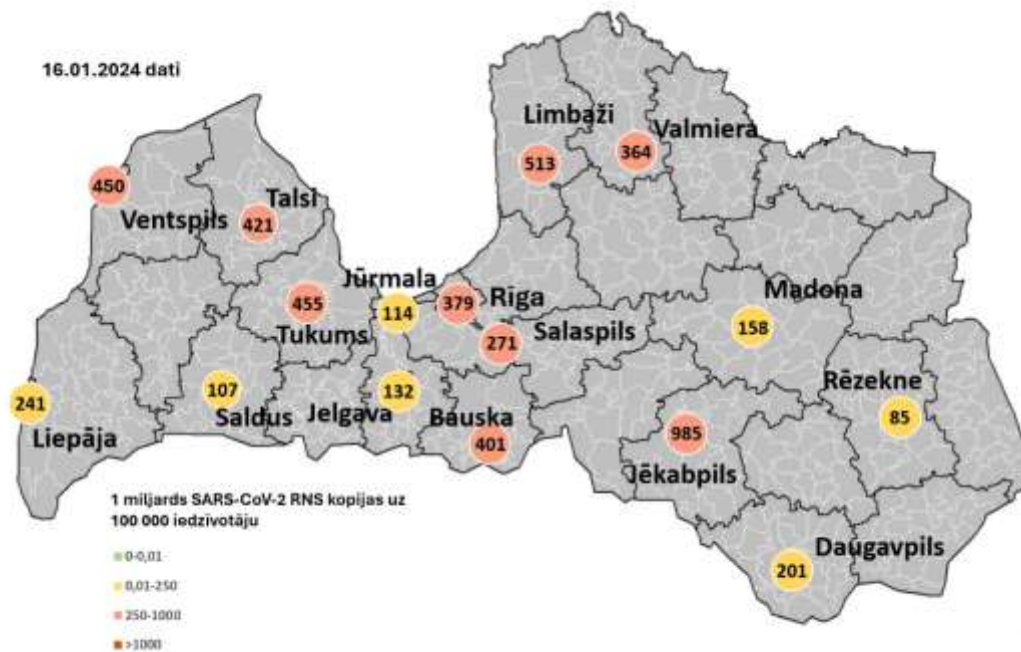 16.01.2024 dati
Limbaži
Valmiera
513
364
450
Ventspils
Talsi
421
Jūrmala
455
Tukums
114
379
Rīga
271
Salaspils
Madona
158
241
Liepāja
107
Saldus
Jelgava
132
Bauska
401
985
Jēkabpils
Rēzekne
85
Daugavpils
201
1 miljards SARS-CoV-2 RNS kopijas uz
100 000 iedzīvotāju
0-0,01
0,01-250
250-1000
>1000